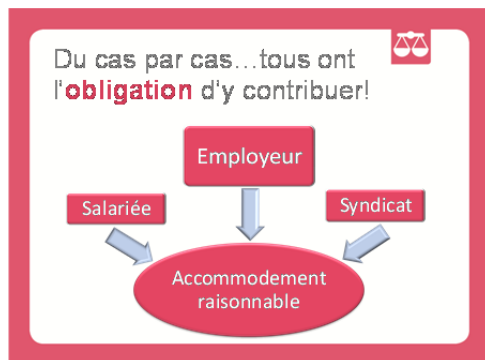 Du cas par cas...tous ont
l'obligation d'y contribuer!
Employeur
Salariée
Syndicat
Accommodement
raisonnable